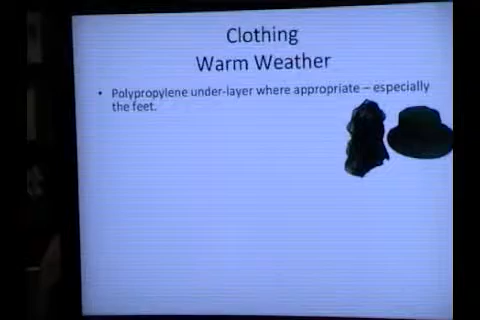 Clothing
Warm Weather
• Polypropylene under-layer where appropriate – especially
the feet.